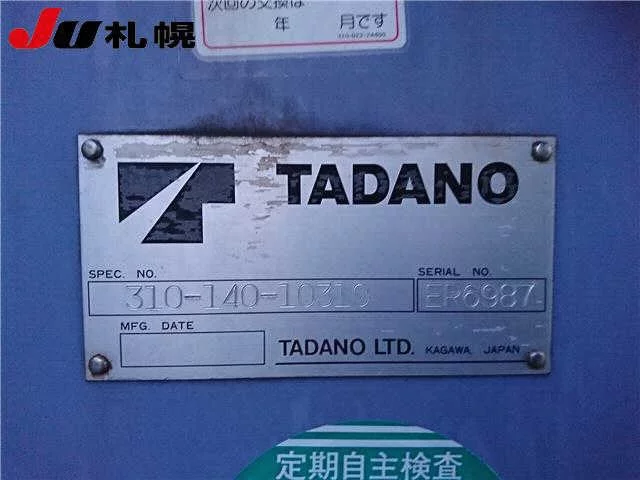 JU札幌
次回の交換は
年 月です
TADANO
SPEC. NO.
SERIAL NO.
310-140-10310
ER6987
MFG. DATE
TADANO LTD. KAGAWA, JAPAN
定期自主検査